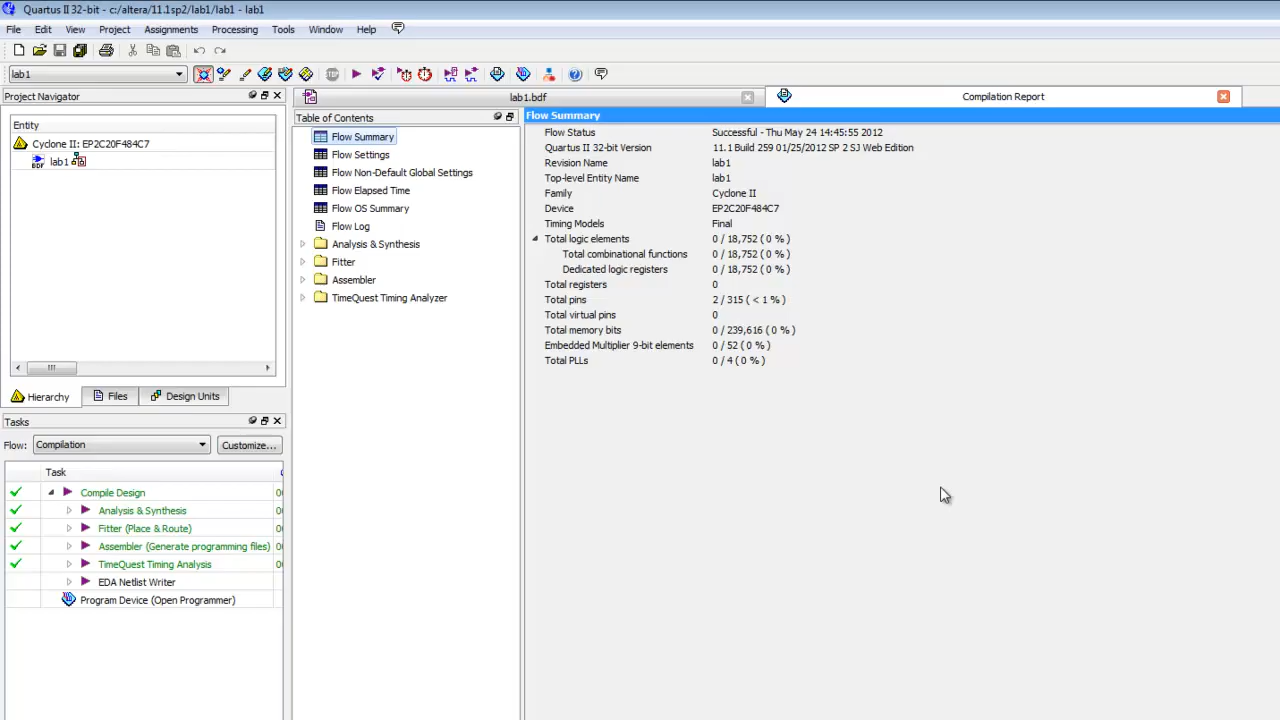 Quartus II 32-bit - c:/altera/11.1sp2/lab1/lab1 - lab1
File Edit View Project Assignments Processing Tools Window Help
lab1
Project Navigator
Entity
Cyclone II: EP2C20F484C7
lab1
Hierarchy Files Design Units
Tasks
Flow: Compilation Customize...
Task
Compile Design 00
Analysis & Synthesis 00
Fitter (Place & Route) 00
Assembler (Generate programming files) 00
TimeQuest Timing Analysis 00
EDA Netlist Writer
Program Device (Open Programmer)
lab1.bdf Compilation Report
Table of Contents
Flow Summary
Flow Settings
Flow Non-Default Global Settings
Flow Elapsed Time
Flow OS Summary
Flow Log
Analysis & Synthesis
Fitter
Assembler
TimeQuest Timing Analyzer
Flow Summary
Flow Status Successful - Thu May 24 14:45:55 2012
Quartus II 32-bit Version 11.1 Build 259 01/25/2012 SP 2 SJ Web Edition
Revision Name lab1
Top-level Entity Name lab1
Family Cyclone II
Device EP2C20F484C7
Timing Models Final
Total logic elements 0 / 18,752 ( 0 % )
Total combinational functions 0 / 18,752 ( 0 % )
Dedicated logic registers 0 / 18,752 ( 0 % )
Total registers 0
Total pins 2 / 315 ( < 1 % )
Total virtual pins 0
Total memory bits 0 / 239,616 ( 0 % )
Embedded Multiplier 9-bit elements 0 / 52 ( 0 % )
Total PLLs 0 / 4 ( 0 % )